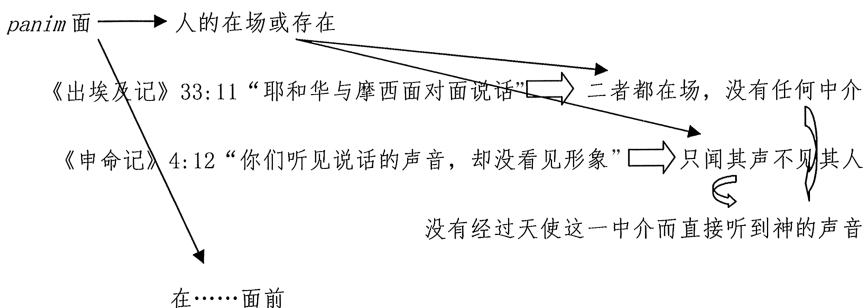 panim 面 人的在场或存在
《出埃及记》33:11“耶和华与摩西面对面说话” 二者都在场，没有任何中介
《申命记》4:12“你们听见说话的声音，却没看见形象” 只闻其声不见其人
没有经过天使这一中介而直接听到神的声音
在……面前